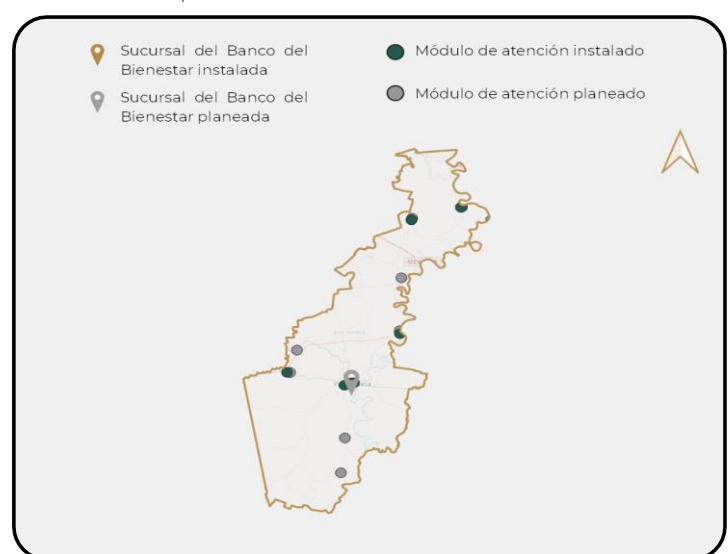 Sucursal del Banco del
Bienestar instalada
Sucursal del Banco del
Bienestar planeada
Módulo de atención instalado
Módulo de atención planeado